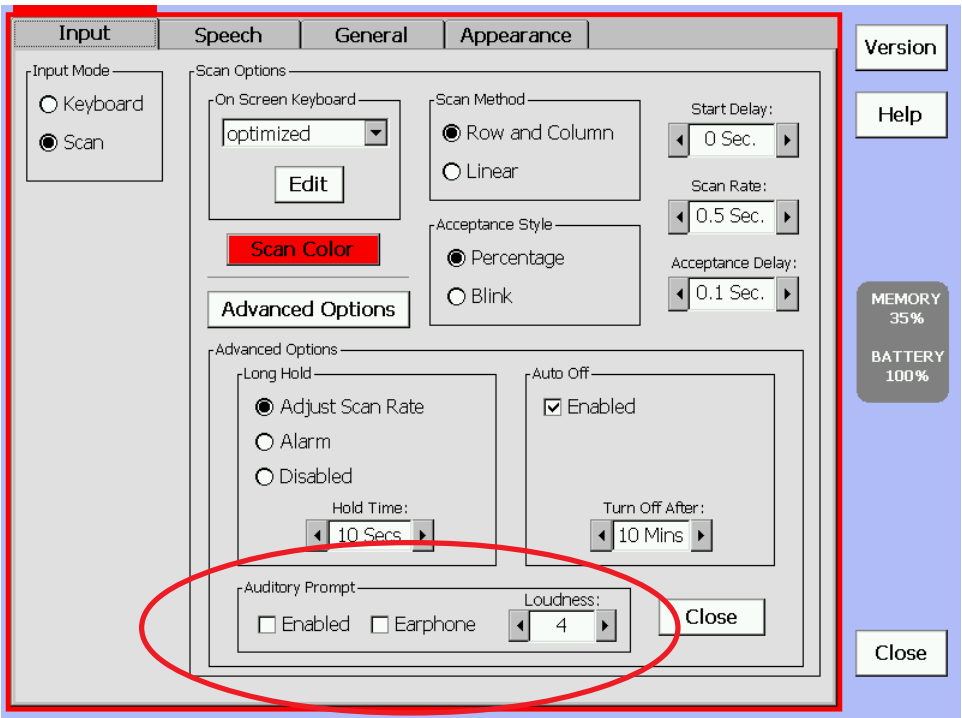 Input
Speech
General
Appearance
Input Mode
Keyboard
Scan
Scan Options
On Screen Keyboard
optimized
Edit
Scan Color
Advanced Options
Scan Method
Row and Column
Linear
Acceptance Style
Percentage
Blink
Start Delay:
0 Sec.
Scan Rate:
0.5 Sec.
Acceptance Delay:
0.1 Sec.
Advanced Options
Long Hold
Adjust Scan Rate
Alarm
Disabled
Hold Time:
10 Secs
Auto Off
Enabled
Turn Off After:
10 Mins
Auditory Prompt
Enabled
Earphone
Loudness:
4
Close
Version
Help
MEMORY
35%
BATTERY
100%
Close